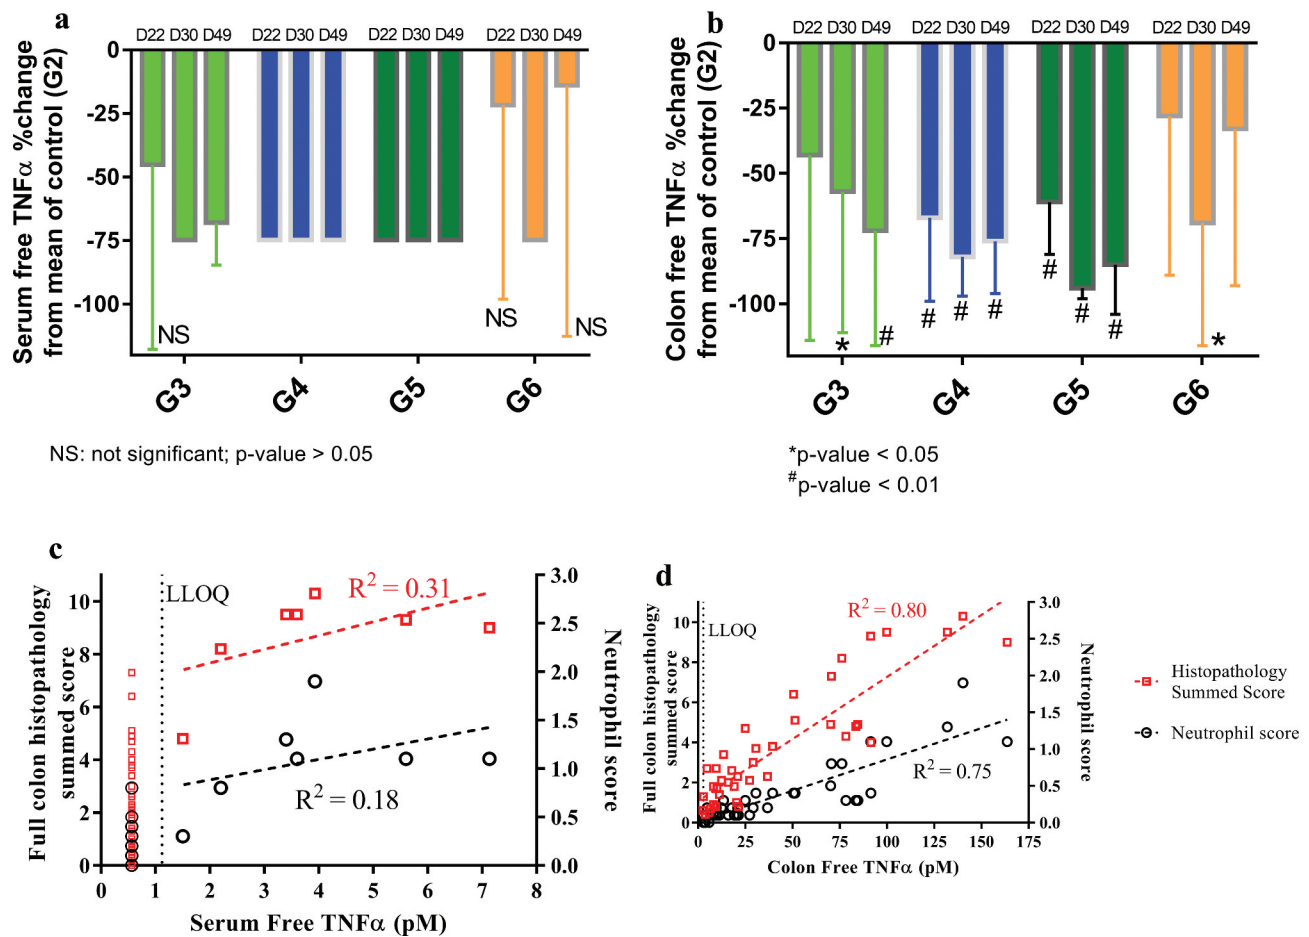 a
Serum free TNFα %change
from mean of control (G2)
D22 D30 D49 D22 D30 D49 D22 D30 D49 D22 D30 D49
0
-25
-50
-75
-100
NS
NS
NS
G3 G4 G5 G6
NS: not significant; p-value > 0.05
b
Colon free TNFα %change
from mean of control (G2)
D22 D30 D49 D22 D30 D49 D22 D30 D49 D22 D30 D49
0
-25
-50
-75
-100
* # # # # # # # *
G3 G4 G5 G6
*p-value < 0.05
#p-value < 0.01
c
Full colon histopathology
summed score
10
8
6
4
2
0
LLOQ
R² = 0.31
R² = 0.18
3.0
2.5
2.0
1.5
1.0
0.5
0.0
Neutrophil score
0 1 2 3 4 5 6 7 8
Serum Free TNFα (pM)
d
Full colon histopathology
summed score
10
8
6
4
2
0
LLOQ
R² = 0.80
R² = 0.75
3.0
2.5
2.0
1.5
1.0
0.5
0.0
Neutrophil score
0 25 50 75 100 125 150 175
Colon Free TNFα (pM)
Histopathology
Summed Score
Neutrophil score